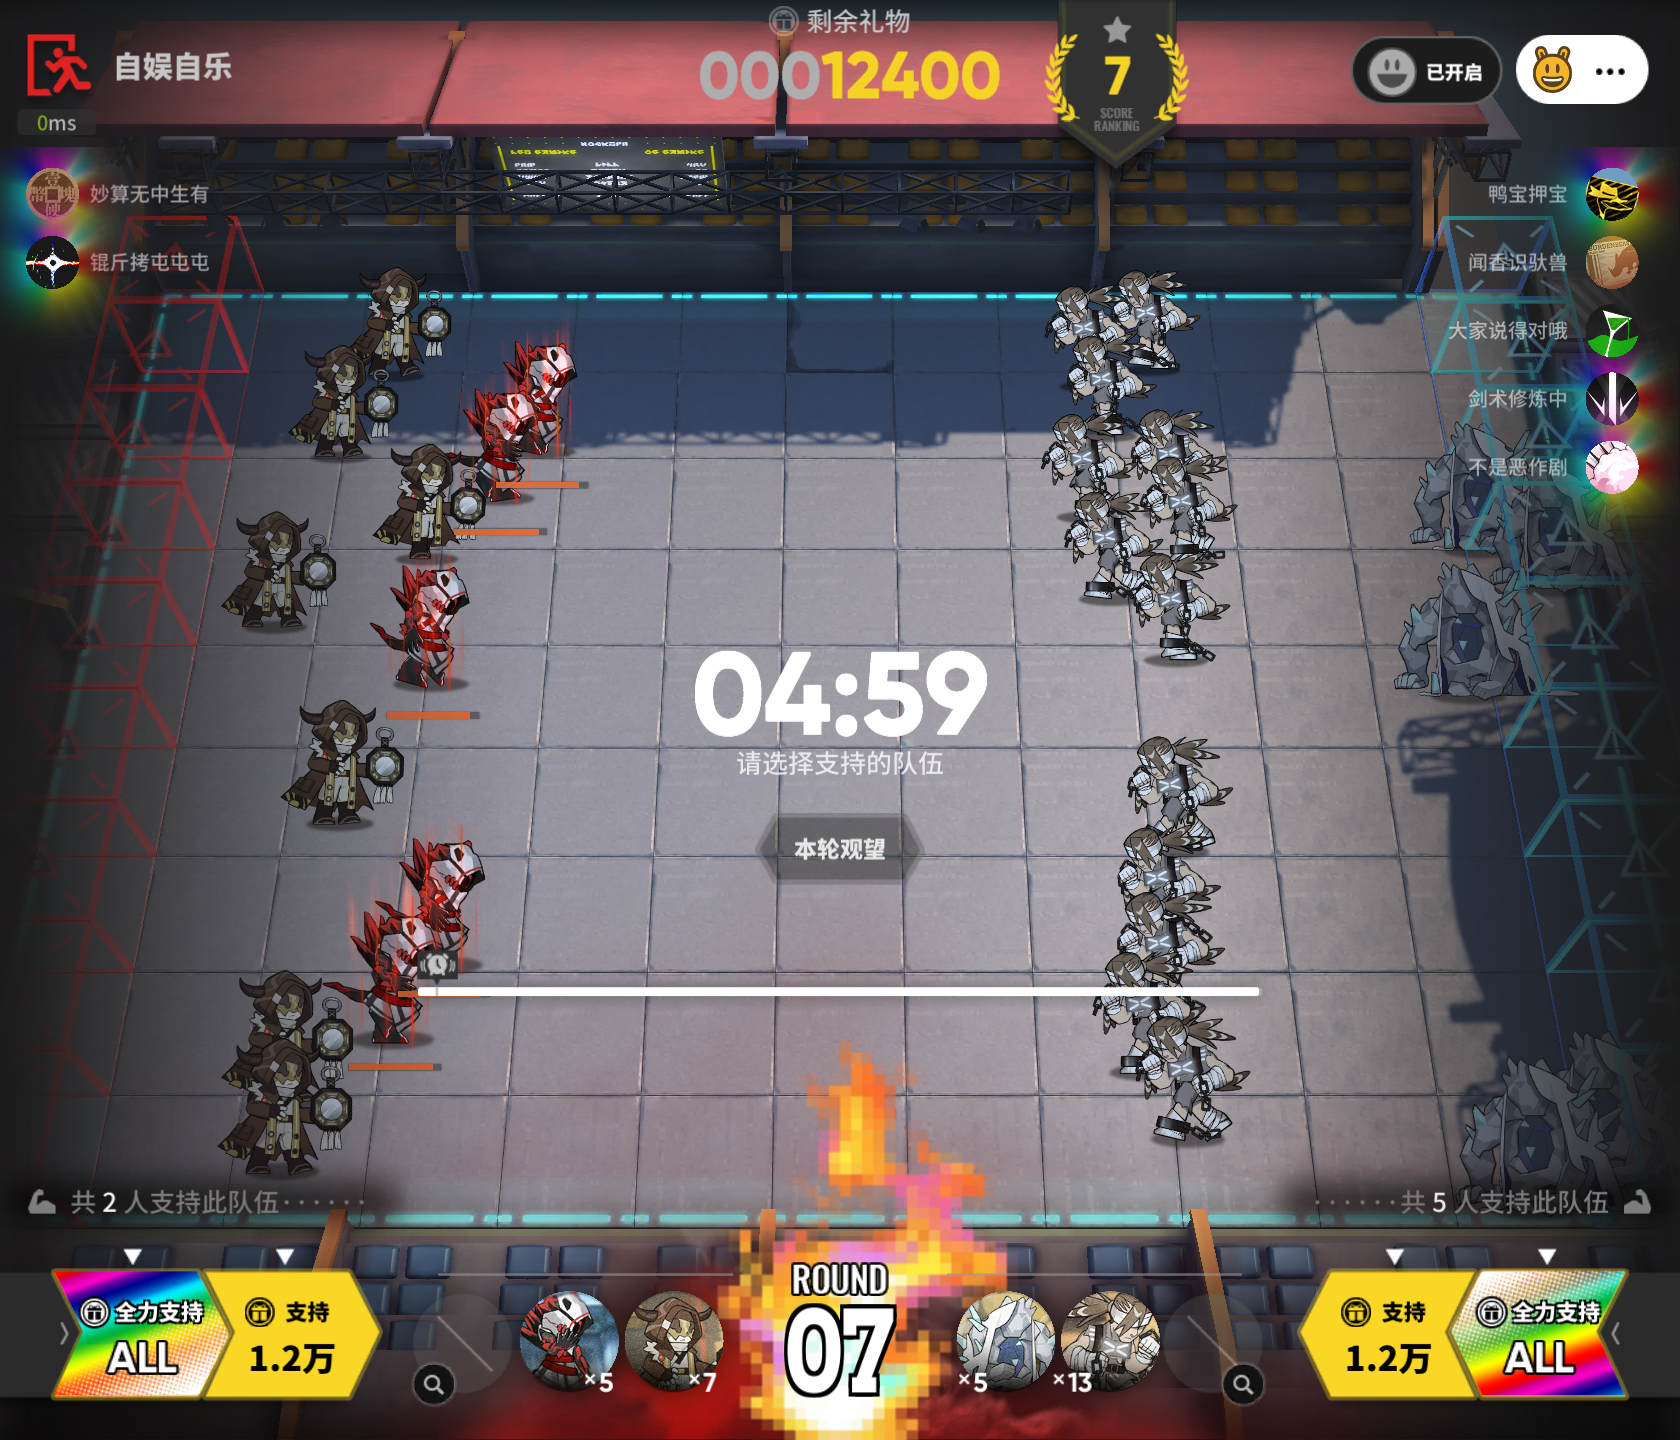 剩余礼物
00012400
自娱自乐
0ms
7
SCORE
RANKING
已开启
妙算无中生有
锟斤拷屯屯屯
鸭宝押宝
闻香识驮兽
大家说得对哦
剑术修炼中
不是恶作剧
04:59
请选择支持的队伍
本轮观望
共 2 人支持此队伍······
······共 5 人支持此队伍
全力支持
ALL
支持
1.2万
×5
×7
ROUND
07
×5
×13
支持
1.2万
全力支持
ALL